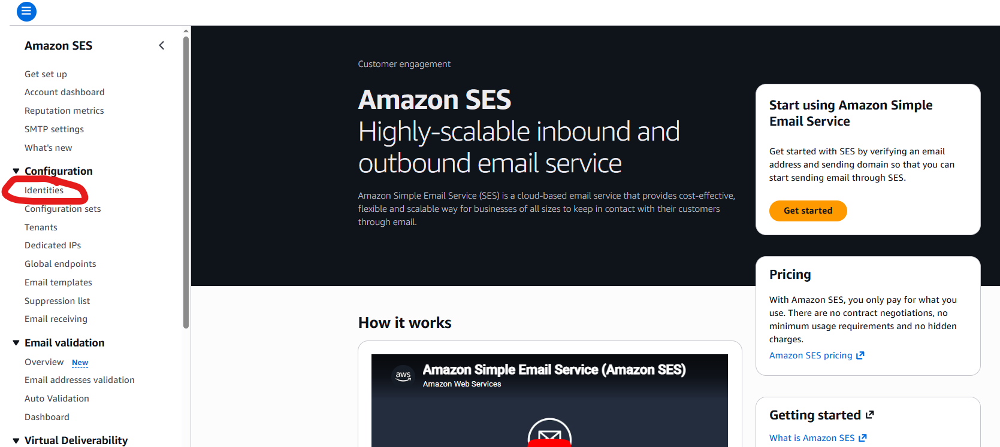 Amazon SES
Get set up
Account dashboard
Reputation metrics
SMTP settings
What's new
Configuration
Identities
Configuration sets
Tenants
Dedicated IPs
Global endpoints
Email templates
Suppression list
Email receiving
Email validation
Overview New
Email addresses validation
Auto Validation
Dashboard
Virtual Deliverability
Customer engagement
Amazon SES
Highly-scalable inbound and
outbound email service
Amazon Simple Email Service (SES) is a cloud-based email service that provides cost-effective,
flexible and scalable way for businesses of all sizes to keep in contact with their customers
through email.
Start using Amazon Simple
Email Service
Get started with SES by verifying an email
address and sending domain so that you can
start sending email through SES.
Get started
Pricing
With Amazon SES, you only pay for what you
use. There are no contract negotiations, no
minimum usage requirements and no hidden
charges.
Amazon SES pricing
How it works
aws
Amazon Simple Email Service (Amazon SES)
Amazon Web Services
Getting started
What is Amazon SES